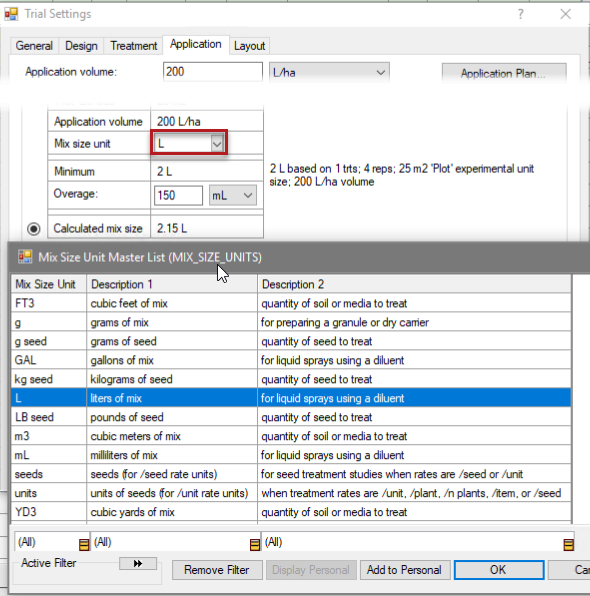 Trial Settings ? ×
General Design Treatment Application Layout
Application volume: 200 L/ha Application Plan...
Application volume 200 L/ha
Mix size unit L
Minimum 2 L
2 L based on 1 trts; 4 reps; 25 m2 'Plot' experimental unit
size; 200 L/ha volume
Overage: 150 mL
Calculated mix size 2.15 L
Mix Size Unit Master List (MIX_SIZE_UNITS)
Mix Size Unit Description 1 Description 2
FT3 cubic feet of mix quantity of soil or media to treat
g grams of mix for preparing a granule or dry carrier
g seed grams of seed quantity of seed to treat
GAL gallons of mix for liquid sprays using a diluent
kg seed kilograms of seed quantity of seed to treat
L liters of mix for liquid sprays using a diluent
LB seed pounds of seed quantity of seed to treat
m3 cubic meters of mix quantity of soil or media to treat
mL milliliters of mix for liquid sprays using a diluent
seeds seeds (for /seed rate units) for seed treatment studies when rates are /seed or /unit
units units of seeds (for /unit rate units) when treatment rates are /unit, /plant, /n plants, /item, or /seed
YD3 cubic yards of mix quantity of soil or media to treat
(All) (All) (All)
Active Filter Remove Filter Display Personal Add to Personal OK Can